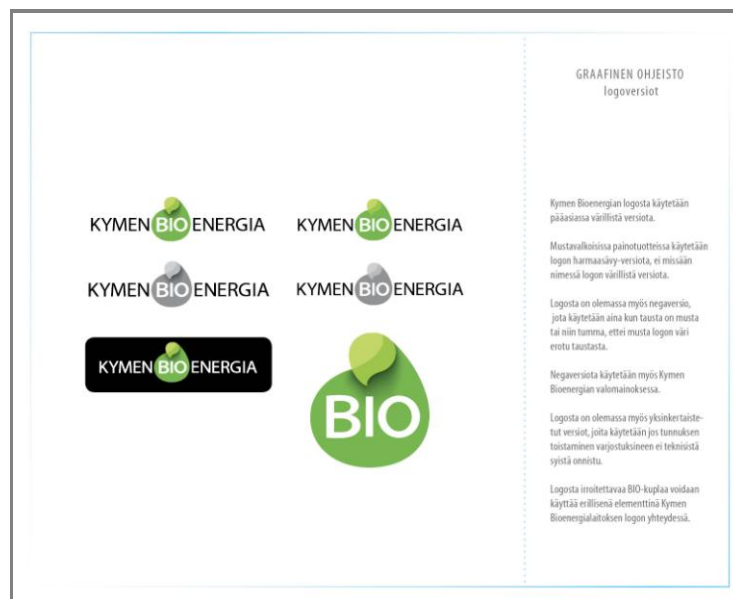 GRAAFINEN OHJEISTO
logoversiot
KYMEN BIO ENERGIA
KYMEN BIO ENERGIA
KYMEN BIO ENERGIA
KYMEN BIO ENERGIA
KYMEN BIO ENERGIA
BIO
Kymen Bioenergian logosta käytetään
pääasiassa värillistä versiota.
Mustavalkoisissa painotuotteissa käytetään
logon harmaasävy-versiota, ei missään
nimessä logon värillistä versiota.
Logosta on olemassa myös negaversio,
jota käytetään aina kun tausta on musta
tai niin tumma, ettei musta logon väri
erotu taustasta.
Negaversiota käytetään myös Kymen
Bioenergian valomainoksessa.
Logosta on olemassa myös yksinkertaiste-
tut versiot, joita käytetään jos tunnuksen
toistaminen varjostuksineen ei teknisistä
syistä onnistu.
Logosta irroitettavaa BIO-kuplaa voidaan
käyttää erillisenä elementtinä Kymen
Bioenergialaitoksen logon yhteydessä.